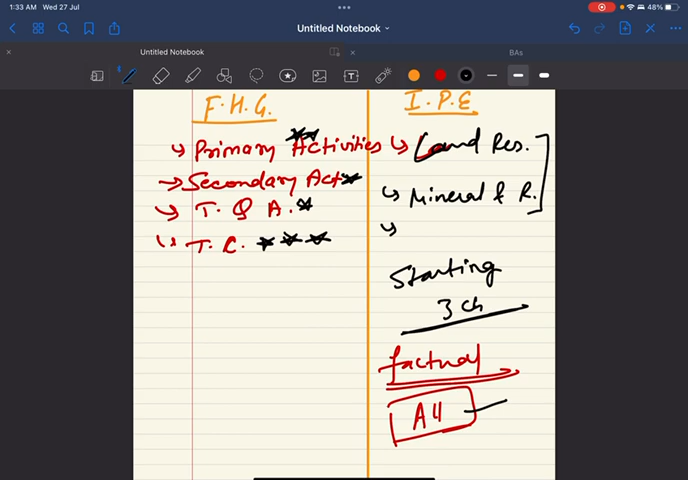 1:33 AM Wed 27 Jul
48%
Untitled Notebook
Untitled Notebook
BAs
F.H.G.
Primary Activities
Secondary Act
T. Q A.
T. C.
I.P.E
Land Res.
Mineral & R.
Starting
3 ch
factual
All